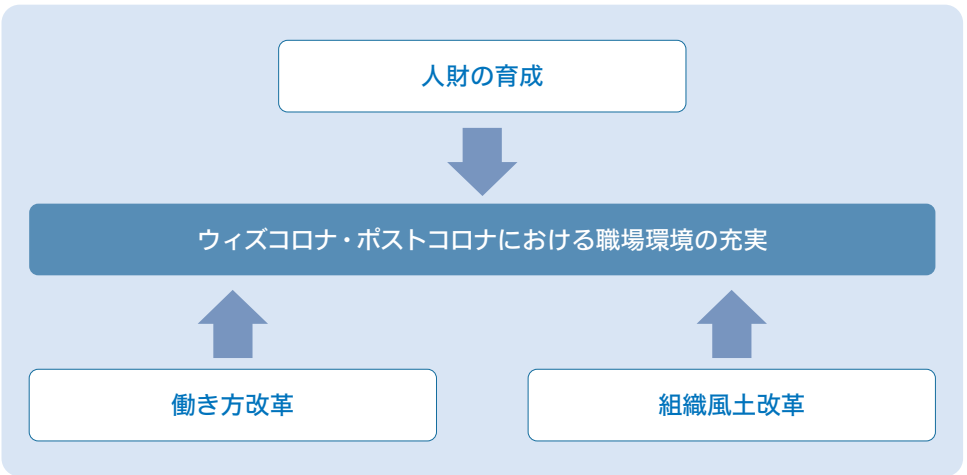 人財の育成
ウィズコロナ・ポストコロナにおける職場環境の充実
働き方改革
組織風土改革